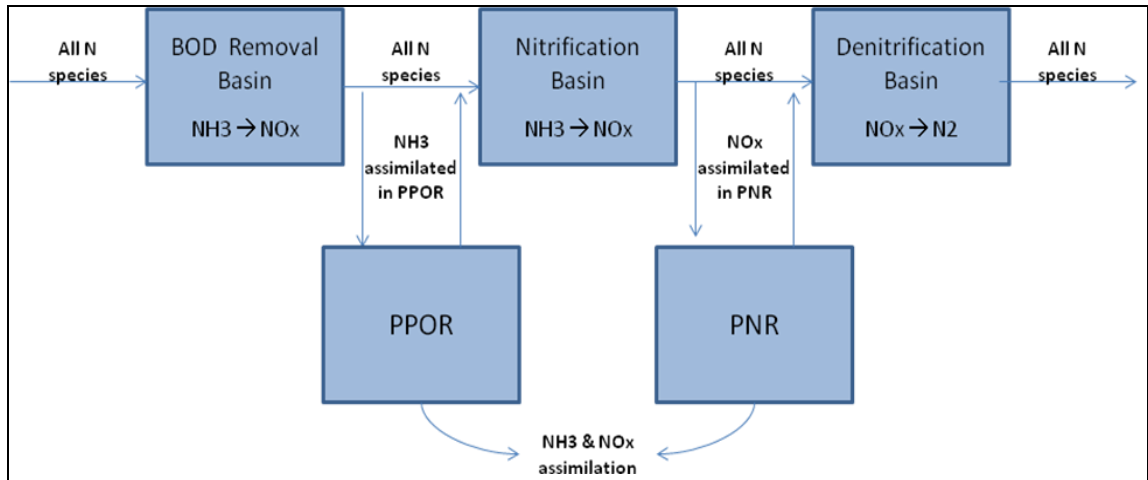 All N
species
BOD Removal
Basin
NH3 → NOx
All N
species
Nitrification
Basin
NH3 → NOx
All N
species
Denitrification
Basin
NOx → N2
All N
species
NH3
assimilated
in PPOR
NOx
assimilated
in PNR
PPOR
PNR
NH3 & NOx
assimilation